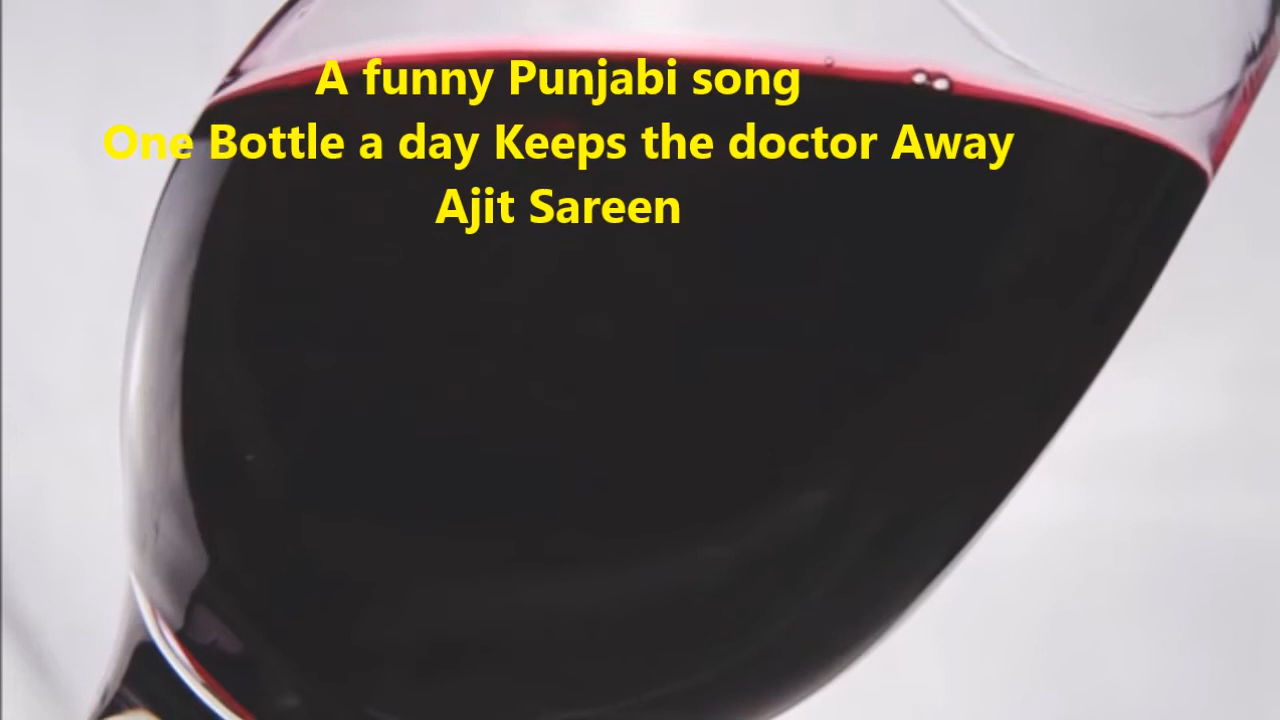 A funny Punjabi song
One Bottle a day Keeps the doctor Away
Ajit Sareen